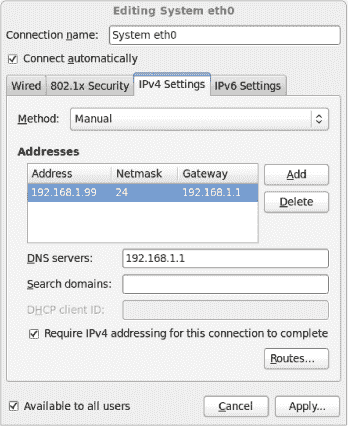 Editing System eth0
Connection name: System eth0
Connect automatically
Wired 802.1x Security IPv4 Settings IPv6 Settings
Method: Manual
Addresses
Address Netmask Gateway Add
192.168.1.99 24 192.168.1.1
Delete
DNS servers: 192.168.1.1
Search domains:
DHCP client ID:
Require IPv4 addressing for this connection to complete
Routes...
Available to all users Cancel Apply...